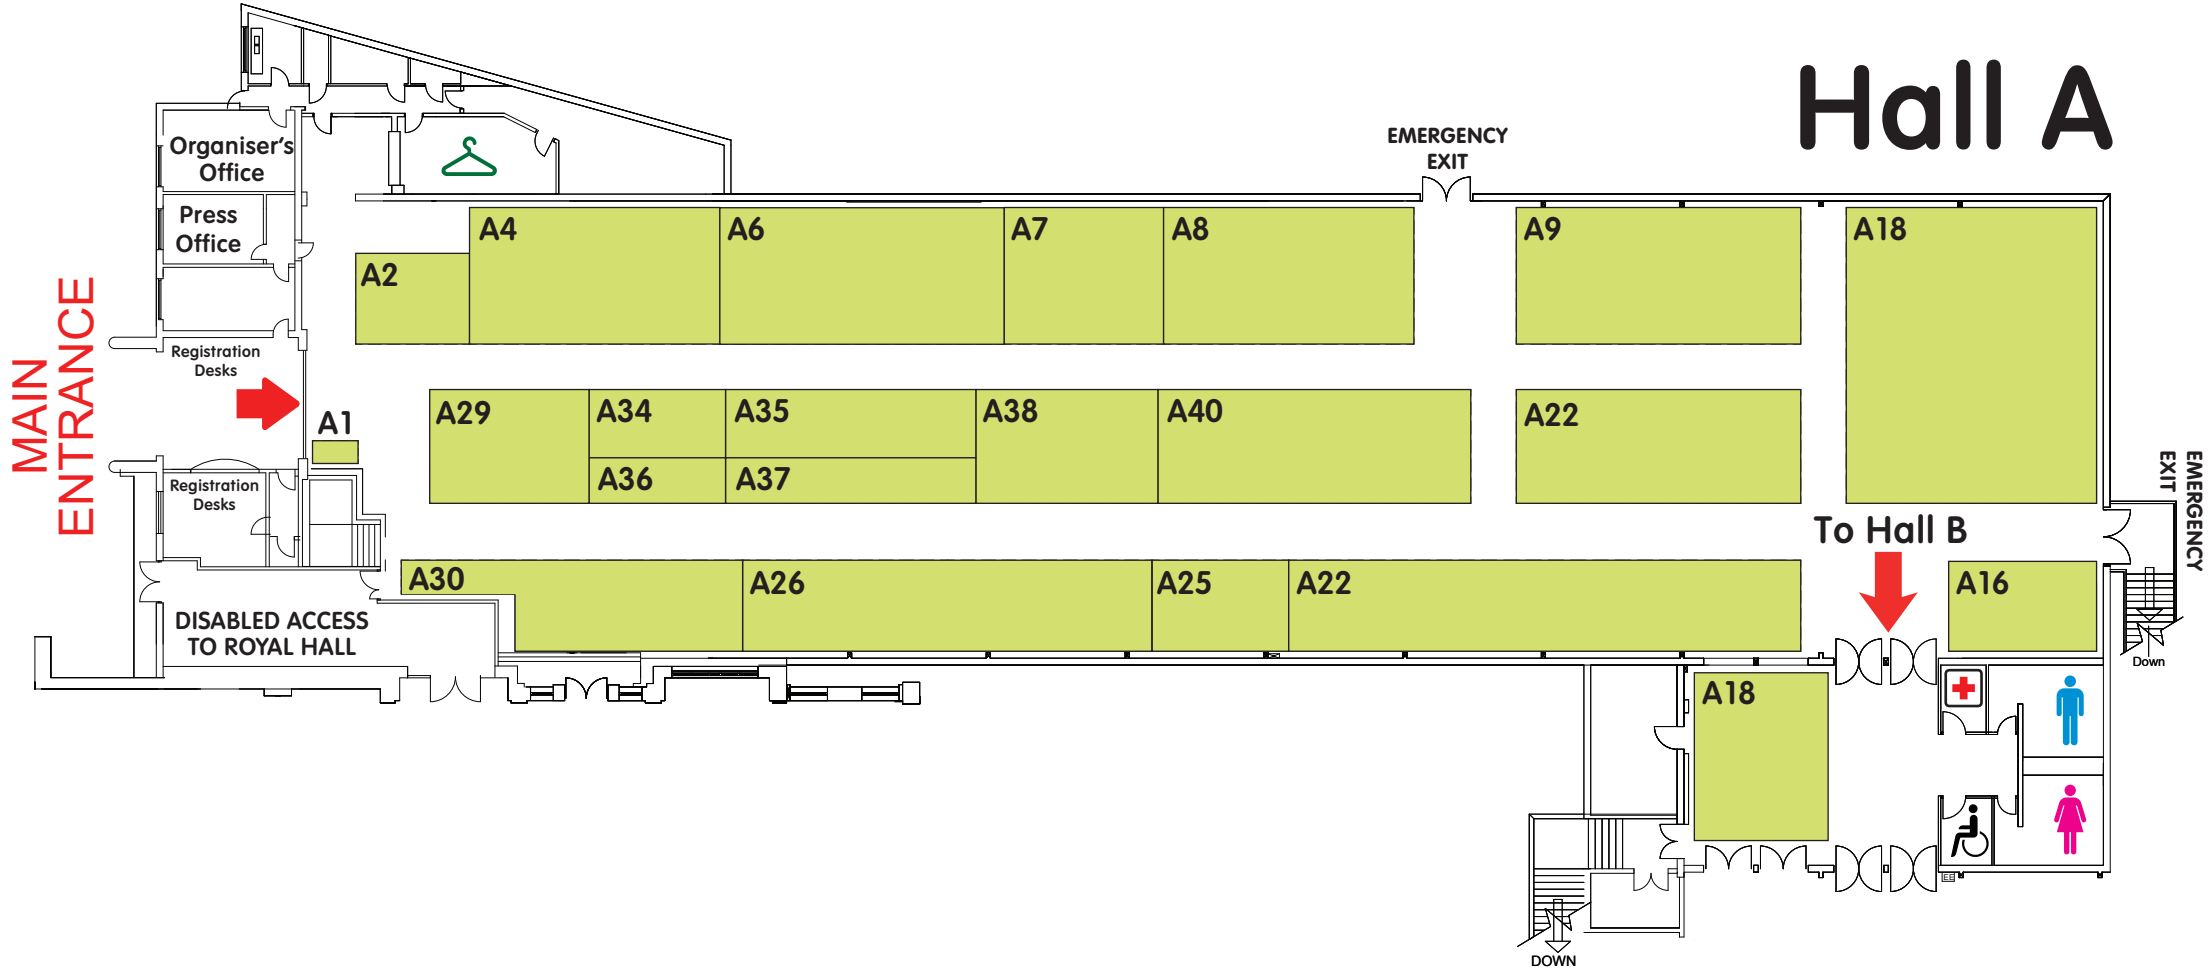 Hall A
EMERGENCY
EXIT
Organiser's
Office
Press
Office
A4
A6
A7
A8
A9
A18
A2
MAIN
ENTRANCE
Registration
Desks
A1
A29
A34
A35
A38
A40
A22
A36
A37
Registration
Desks
EMERGENCY
EXIT
To Hall B
A30
A26
A25
A22
A16
DISABLED ACCESS
TO ROYAL HALL
Down
A18
EE
DOWN